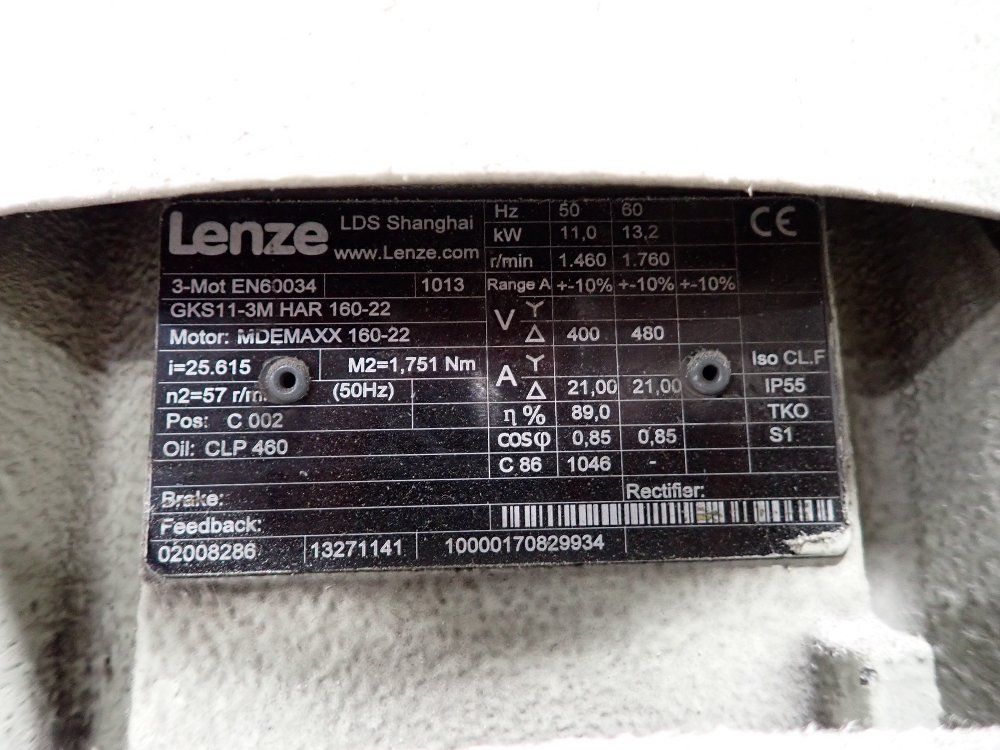 Lenze LDS Shanghai
www.Lenze.com
3-Mot EN60034 1013
GKS11-3M HAR 160-22
Motor: MDEMAXX 160-22
i=25.615 M2=1,751 Nm
n2=57 r/m (50Hz)
Pos: C 002
Oil: CLP 460
Brake:
Feedback:
Hz 50 60
kW 11,0 13,2
r/min 1.460 1.760
Range A +-10% +-10% +-10%
V Y
Δ 400 480
A Y
Δ 21,00 21,00
η% 89,0
cosφ 0,85 0,85
C 86 1046 -
CE
Iso CL.F
IP55
TKO
S1
Rectifier:
02008286 13271141 10000170829934